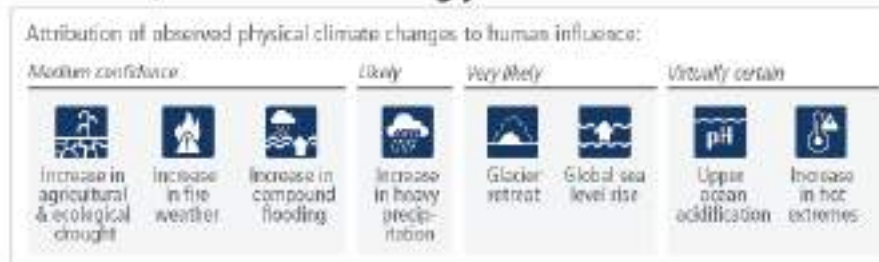 Attribution of observed physical climate changes to human influence:
Medium confidence
Likely
Very likely
Virtually certain
pH
Increase in
agricultural
& ecological
drought
Increase
in fire
weather
Increase in
compound
flooding
Increase
in heavy
precip-
itation
Glacier
retreat
Global sea
level rise
Upper
ocean
acidification
Increase
in hot
extremes